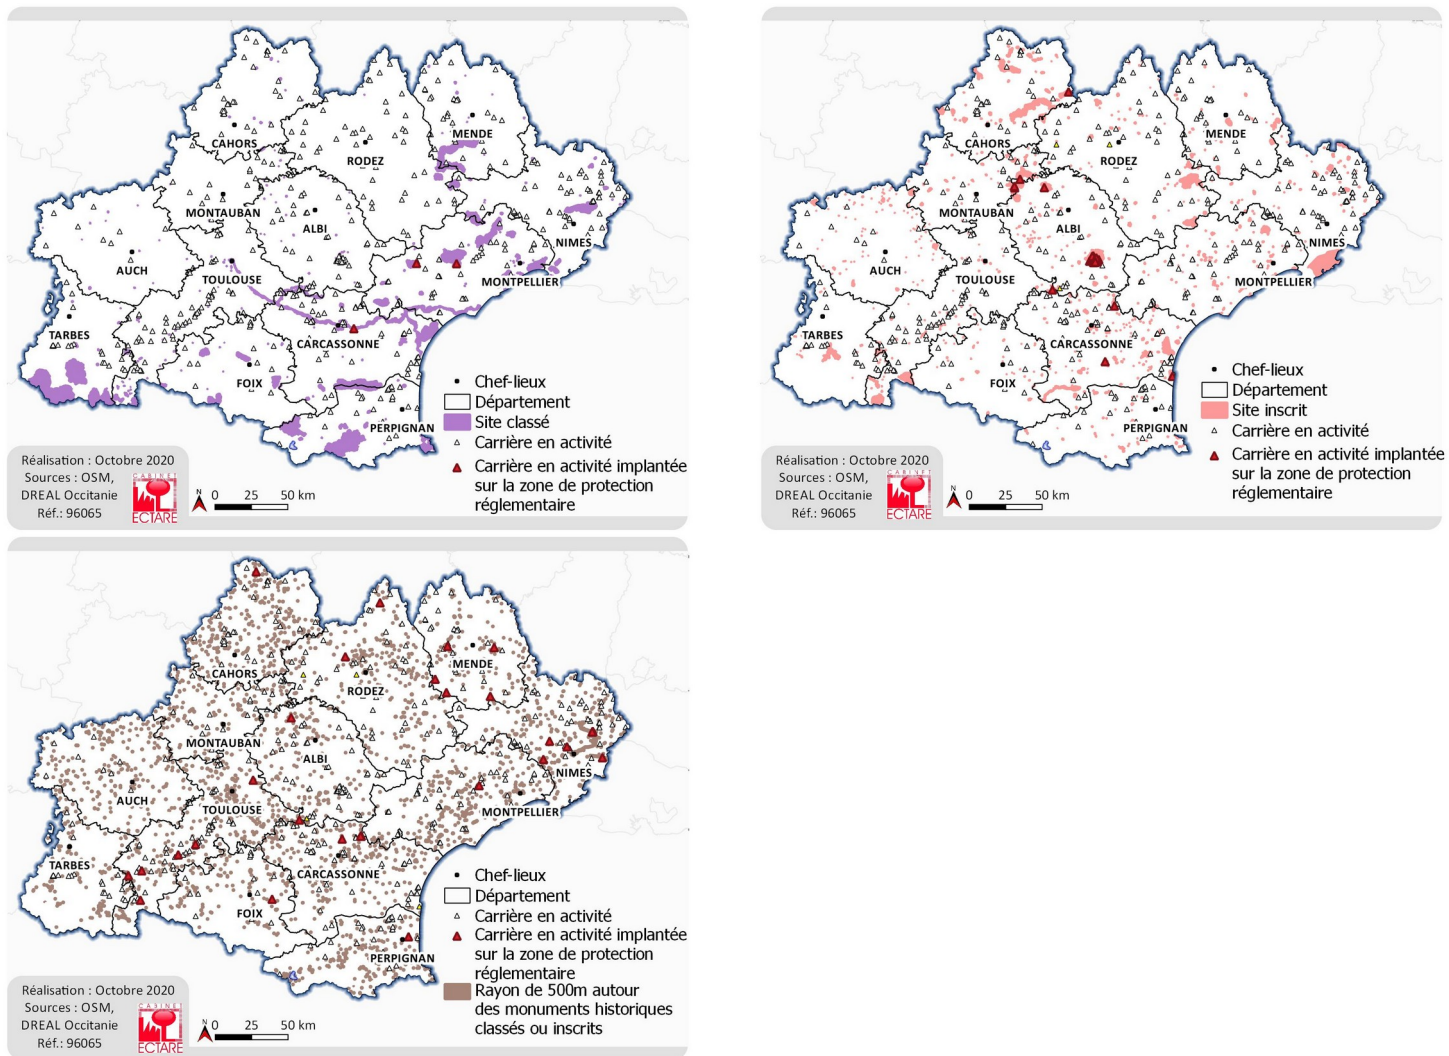 CAHORS
MENDE
RODEZ
MONTAUBAN
ALBI
NIMES
AUCH
TOULOUSE
MONTPELLIER
TARBES
CARCASSONNE
FOIX
PERPIGNAN
Chef-lieux
Département
Site classé
Carrière en activité
Carrière en activité implantée
sur la zone de protection
réglementaire
Réalisation : Octobre 2020
Sources : OSM,
DREAL Occitanie
Réf.: 96065
CABINET
ECTARE
N
0 25 50 km
CAHORS
MENDE
RODEZ
MONTAUBAN
ALBI
NIMES
AUCH
TOULOUSE
MONTPELLIER
TARBES
CARCASSONNE
FOIX
PERPIGNAN
Chef-lieux
Département
Site inscrit
Carrière en activité
Carrière en activité implantée
sur la zone de protection
réglementaire
Réalisation : Octobre 2020
Sources : OSM,
DREAL Occitanie
Réf.: 96065
CABINET
ECTARE
N
0 25 50 km
CAHORS
MENDE
RODEZ
MONTAUBAN
ALBI
NIMES
AUCH
TOULOUSE
MONTPELLIER
TARBES
CARCASSONNE
FOIX
PERPIGNAN
Chef-lieux
Département
Carrière en activité
Carrière en activité implantée
sur la zone de protection
réglementaire
Rayon de 500m autour
des monuments historiques
classés ou inscrits
Réalisation : Octobre 2020
Sources : OSM,
DREAL Occitanie
Réf.: 96065
CABINET
ECTARE
N
0 25 50 km